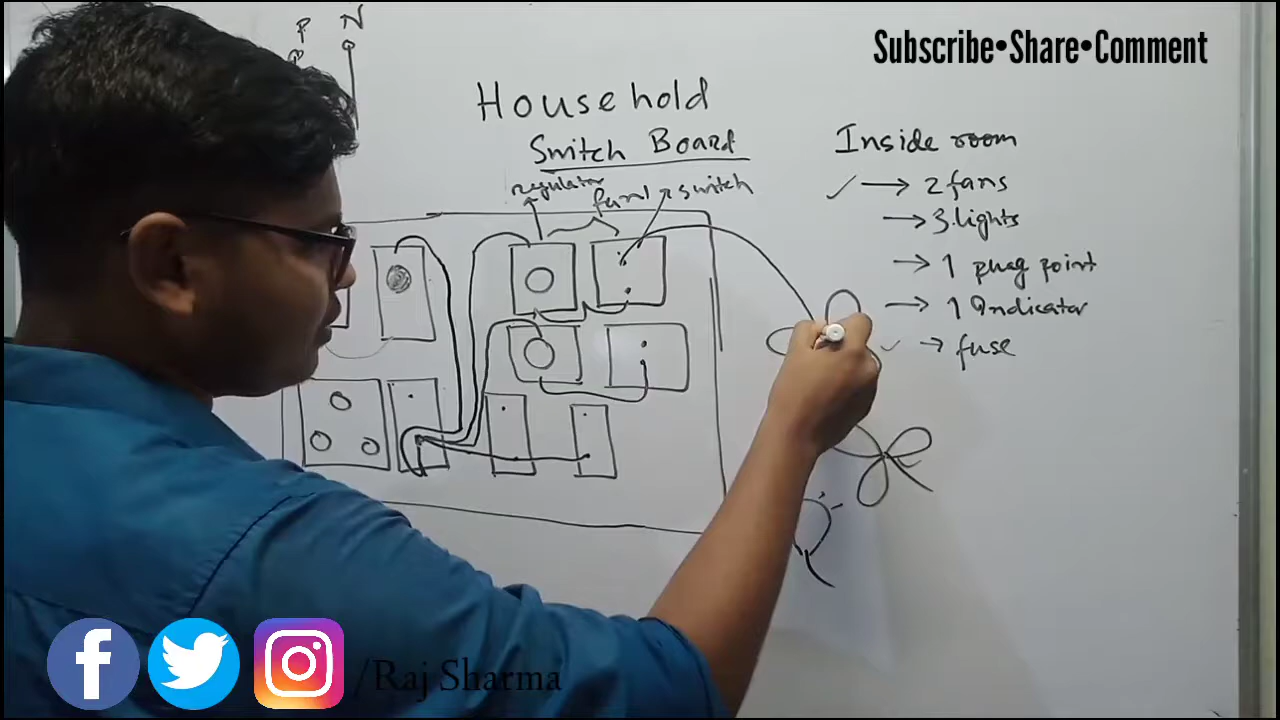 Subscribe•Share•Comment
P N
Household
Switch Board
regulator
switch
Inside room
→ 2 fans
→ 3 lights
→ 1 plug point
→ 1 Indicator
→ fuse
/Raj Sharma